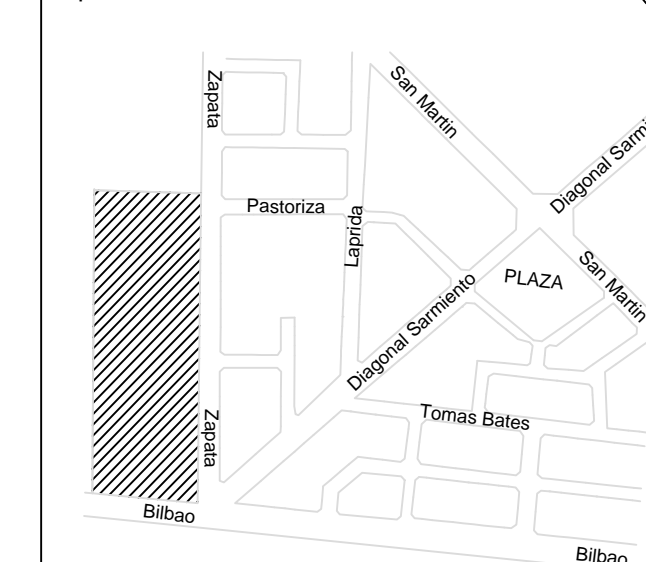 Zapata
San Martin
Diagonal Sarmi
Pastoriza
Laprida
PLAZA
San Martin
Diagonal Sarmiento
Zapata
Tomas Bates
Bilbao
Bilbao